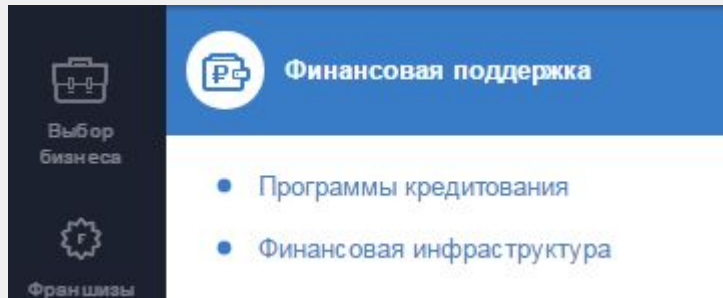 Финансовая поддержка
Выбор
бизнеса
Программы кредитования
Финансовая инфраструктура
F
Франшизы